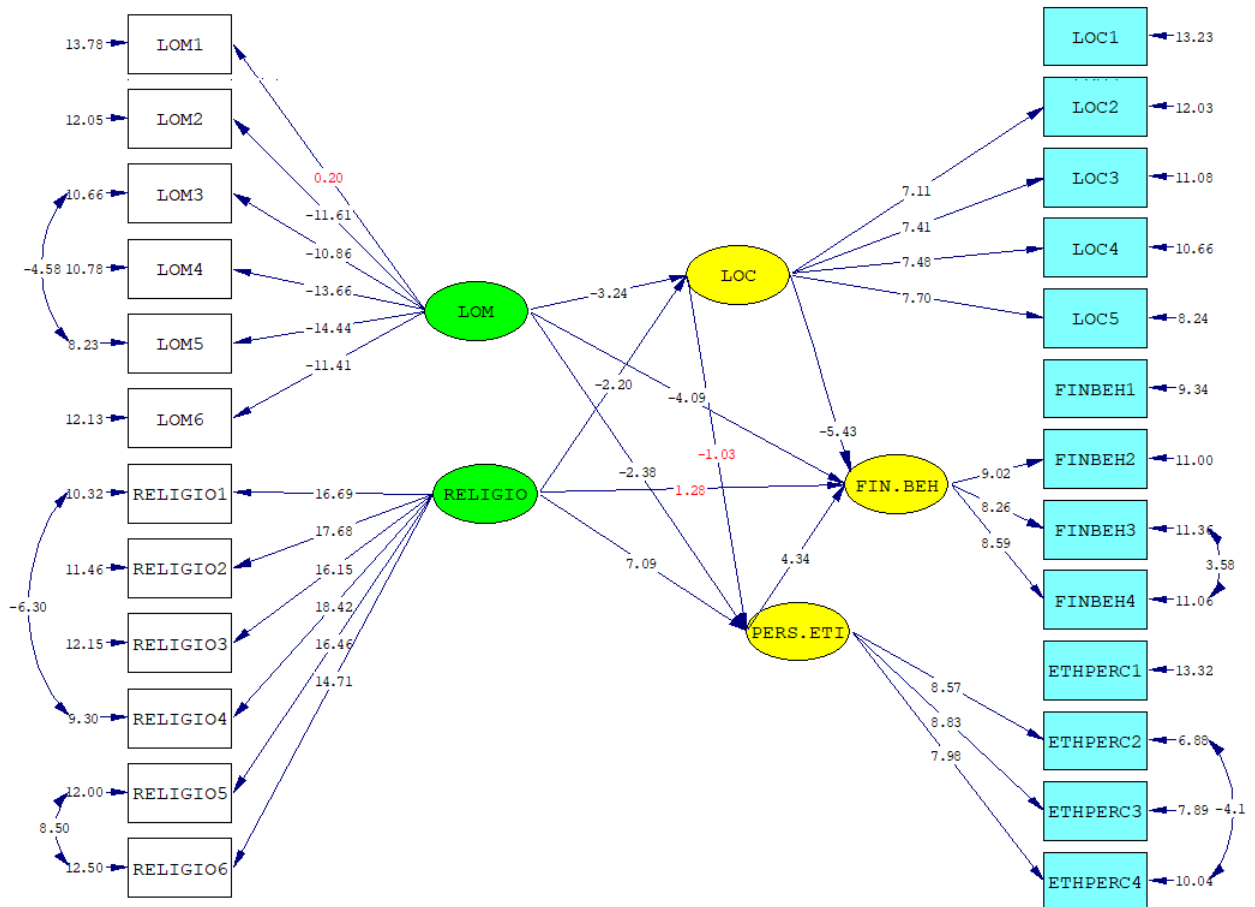 13.78
LOM1
12.05
LOM2
10.66
LOM3
-4.58
10.78
LOM4
8.23
LOM5
12.13
LOM6
10.32
RELIGIO1
11.46
RELIGIO2
-6.30
12.15
RELIGIO3
9.30
RELIGIO4
12.00
RELIGIO5
8.50
12.50
RELIGIO6
0.20
-11.61
-10.86
-13.66
-14.44
-11.41
16.69
17.68
16.15
18.42
16.46
14.71
LOM
RELIGIO
-3.24
-2.20
-4.09
-2.38
-1.03
1.28
7.09
-5.43
4.34
LOC
FIN.BEH
PERS.ETI
7.11
7.41
7.48
7.70
9.02
8.26
8.59
8.57
8.83
7.98
LOC1
13.23
LOC2
12.03
LOC3
11.08
LOC4
10.66
LOC5
8.24
FINBEH1
9.34
FINBEH2
11.00
FINBEH3
11.36
3.58
FINBEH4
11.06
ETHPERC1
13.32
ETHPERC2
6.88
-4.1
ETHPERC3
7.89
ETHPERC4
10.04